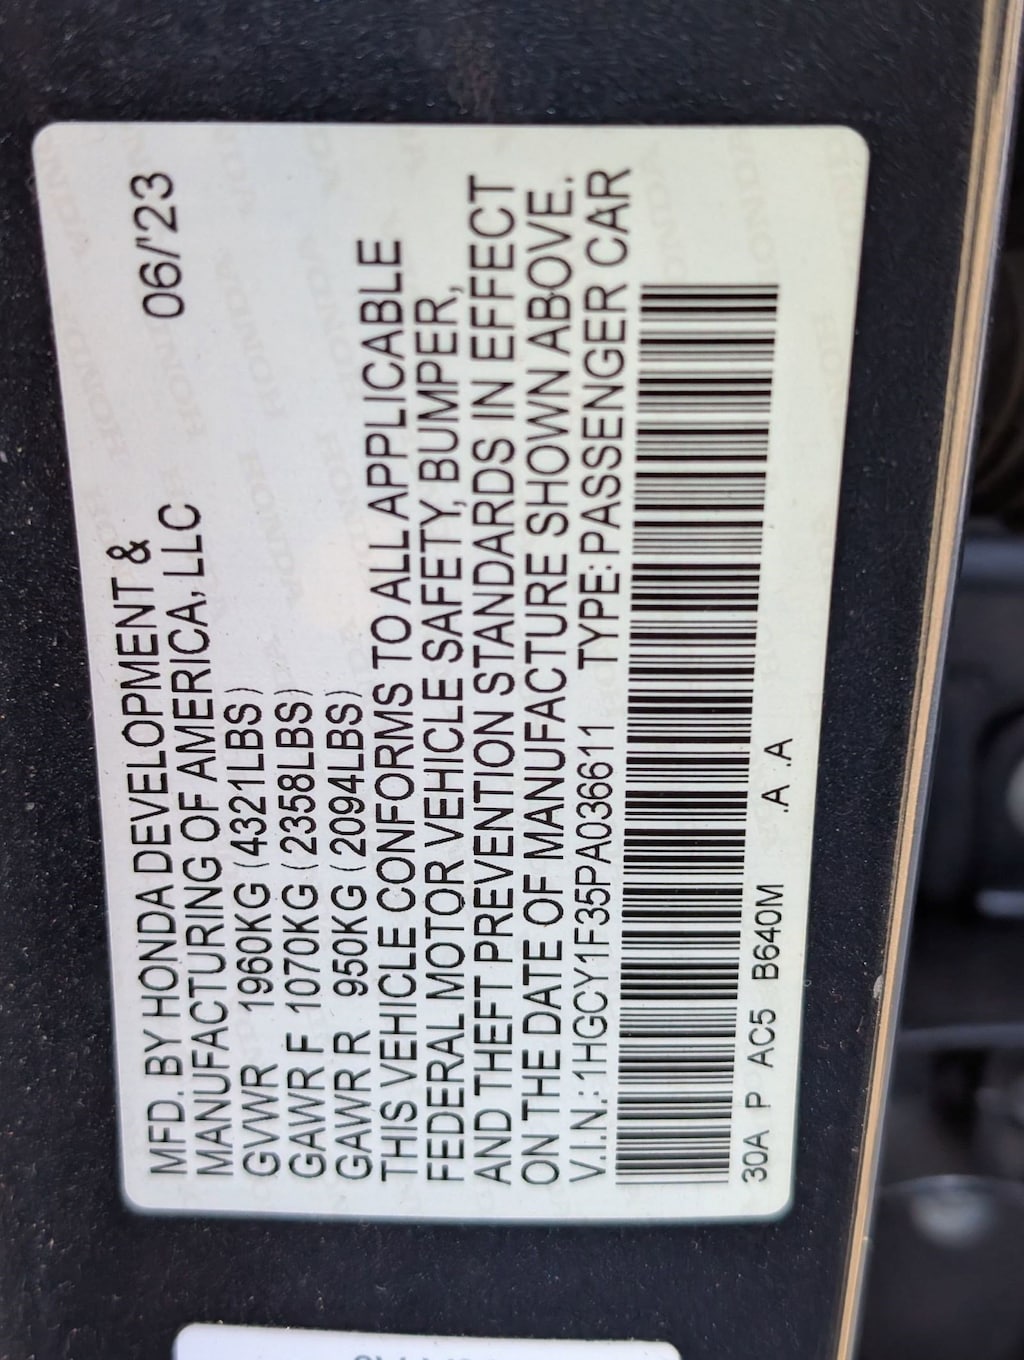 MFD. BY HONDA DEVELOPMENT &
MANUFACTURING OF AMERICA, LLC 06/'23
GVWR 1960KG (4321LBS)
GAWR F 1070KG (2358LBS)
GAWR R 950KG (2094LBS)
THIS VEHICLE CONFORMS TO ALL APPLICABLE
FEDERAL MOTOR VEHICLE SAFETY, BUMPER,
AND THEFT PREVENTION STANDARDS IN EFFECT
ON THE DATE OF MANUFACTURE SHOWN ABOVE.
V.I.N.:1HGCY1F35PA036611 TYPE:PASSENGER CAR
30A P AC5 B640M .A .A